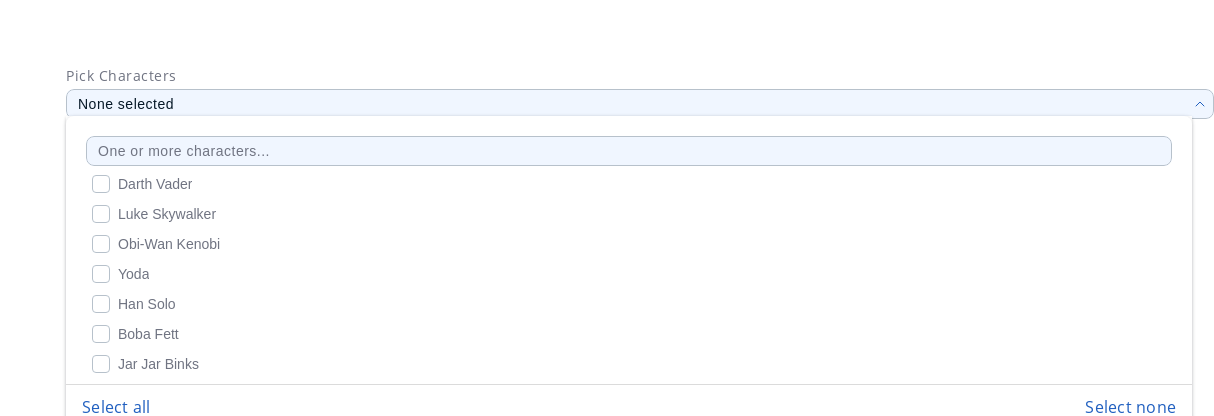 Pick Characters
None selected
One or more characters...
Darth Vader
Luke Skywalker
Obi-Wan Kenobi
Yoda
Han Solo
Boba Fett
Jar Jar Binks
Select all
Select none